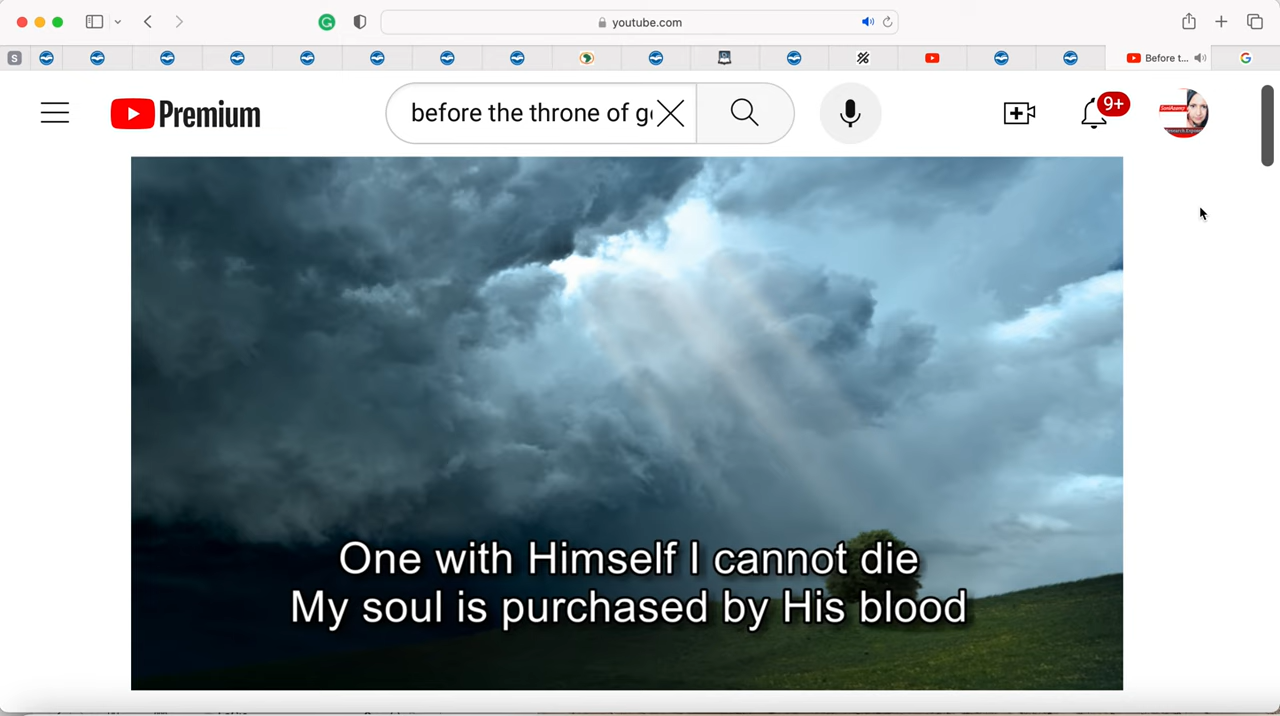 youtube.com
S
Before t...
Premium
before the throne of g
9+
One with Himself I cannot die
My soul is purchased by His blood